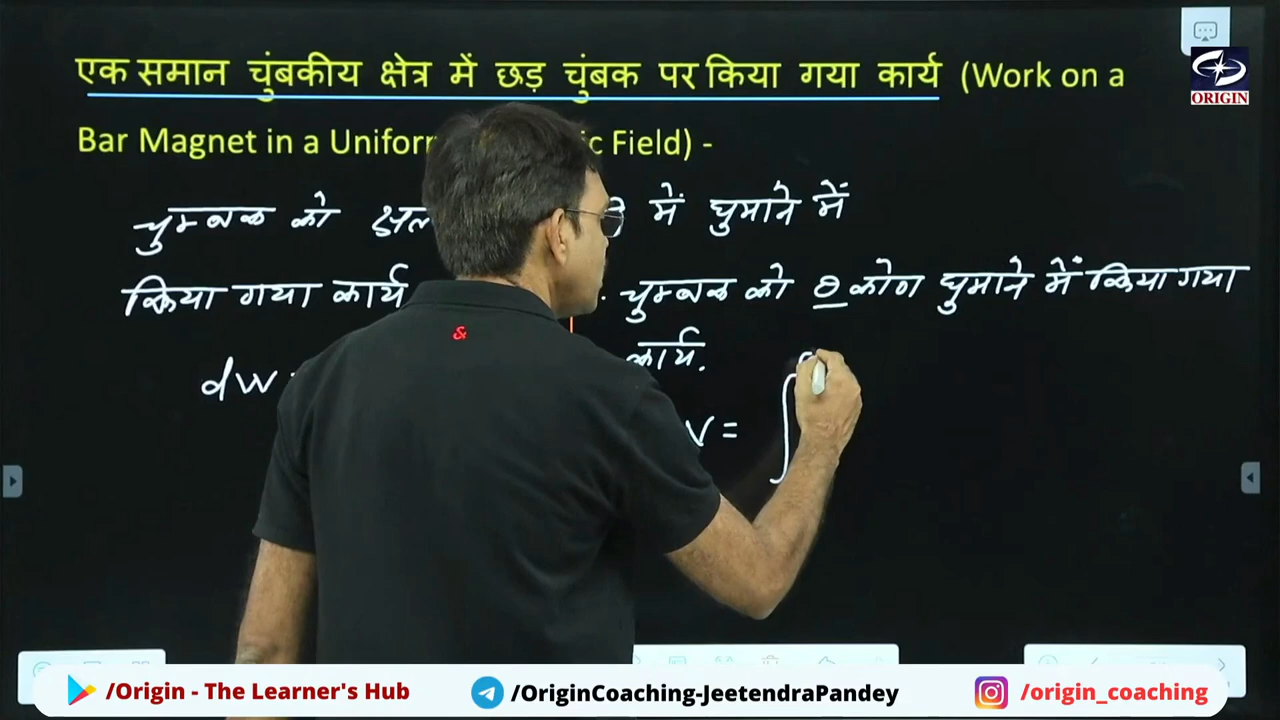 एक समान चुंबकीय क्षेत्र में छड़ चुंबक पर किया गया कार्य (Work on a
ORIGIN
Bar Magnet in a Unifor ic Field) -
चुम्बक को में घुमाने में
किया गया कार्य चुम्बक को θ कोण घुमाने में किया गया
कार्य.
dW
=
/Origin - The Learner's Hub
/OriginCoaching-JeetendraPandey
/origin_coaching